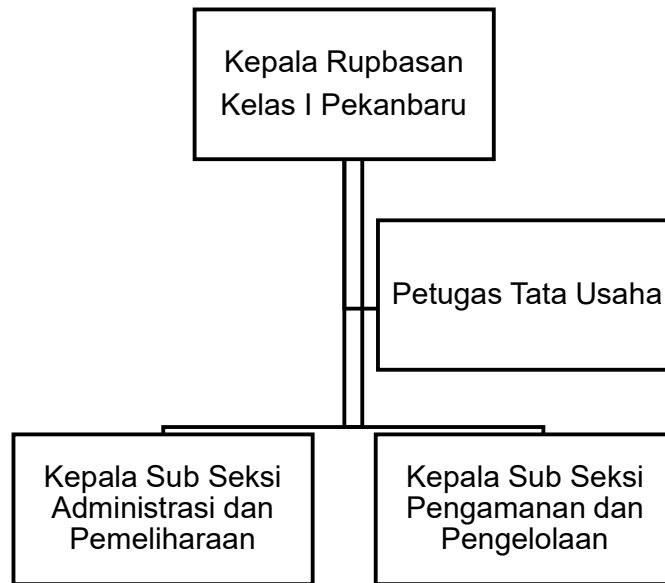 Kepala Rupbasan
Kelas I Pekanbaru
Petugas Tata Usaha
Kepala Sub Seksi
Administrasi dan
Pemeliharaan
Kepala Sub Seksi
Pengamanan dan
Pengelolaan